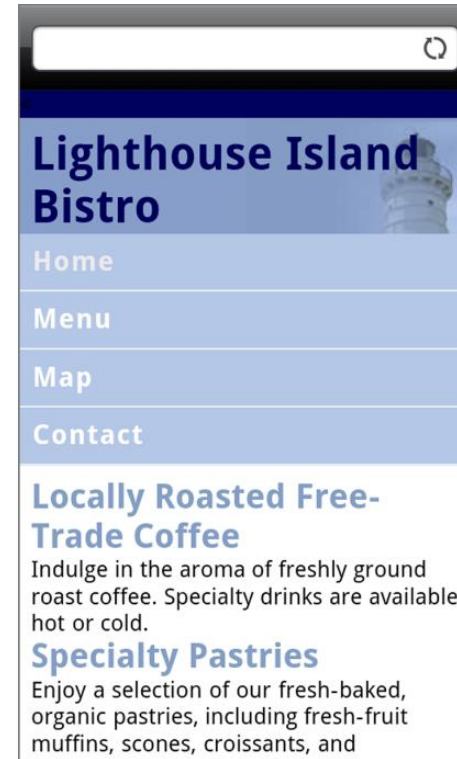 Lighthouse Island
Bistro
Home
Menu
Map
Contact
Locally Roasted Free-
Trade Coffee
Indulge in the aroma of freshly ground
roast coffee. Specialty drinks are available
hot or cold.
Specialty Pastries
Enjoy a selection of our fresh-baked,
organic pastries, including fresh-fruit
muffins, scones, croissants, and